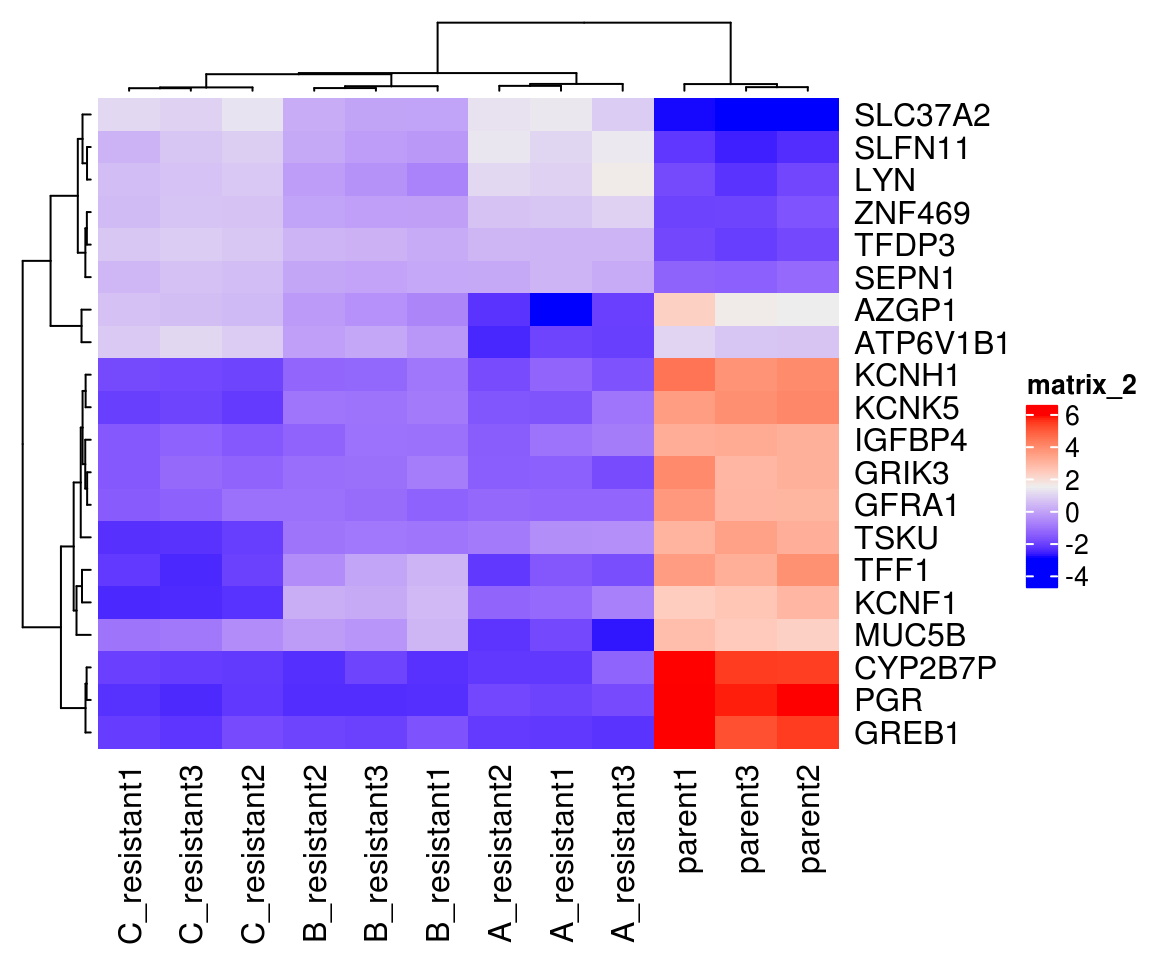 SLC37A2
SLFN11
LYN
ZNF469
TFDP3
SEPN1
AZGP1
ATP6V1B1
KCNH1
KCNK5
IGFBP4
GRIK3
GFRA1
TSKU
TFF1
KCNF1
MUC5B
CYP2B7P
PGR
GREB1
matrix_2
6
4
2
0
-2
-4
C_resistant1
C_resistant3
C_resistant2
B_resistant2
B_resistant3
B_resistant1
A_resistant2
A_resistant1
A_resistant3
parent1
parent3
parent2